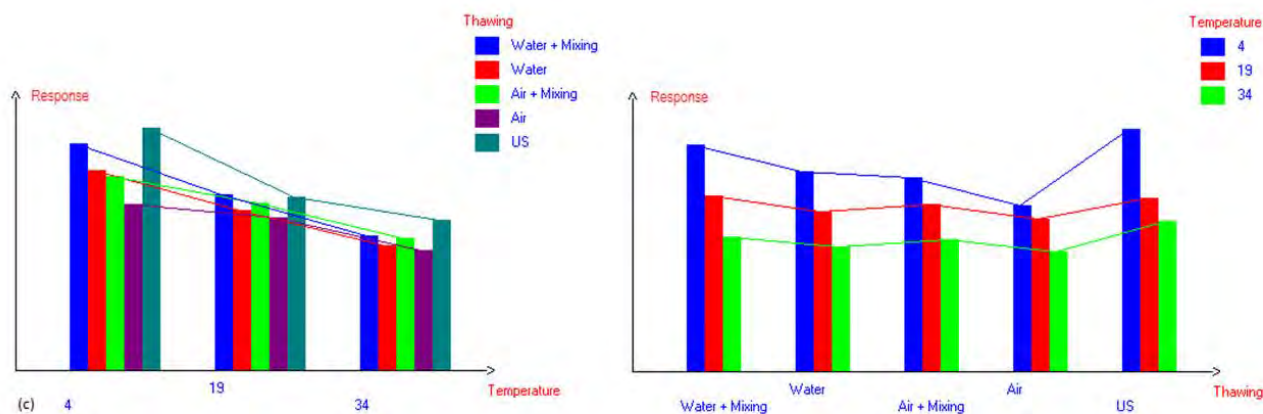 Thawing
Water + Mixing
Water
Air + Mixing
Air
US
Response
Temperature
4
19
34
(c)
Temperature
4
19
34
Response
Thawing
Water + Mixing
Water
Air + Mixing
Air
US